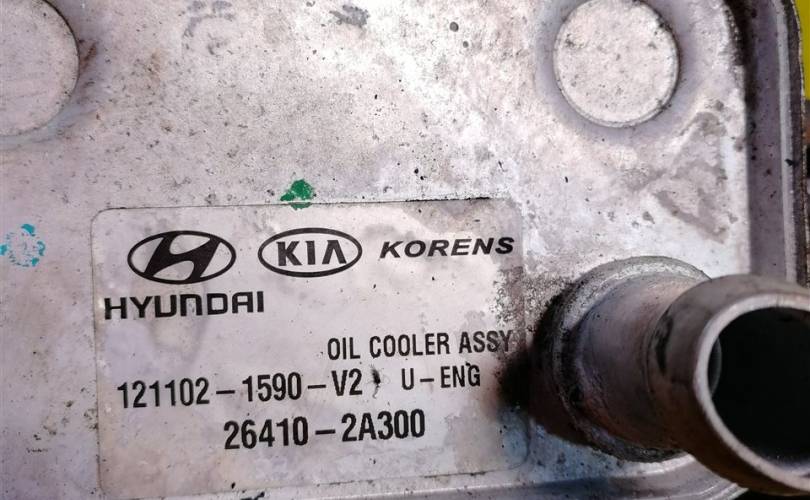 KIA KORENS
HYUNDAI
OIL COOLER ASSY
121102-1590-V2 U-ENG
26410-2A300